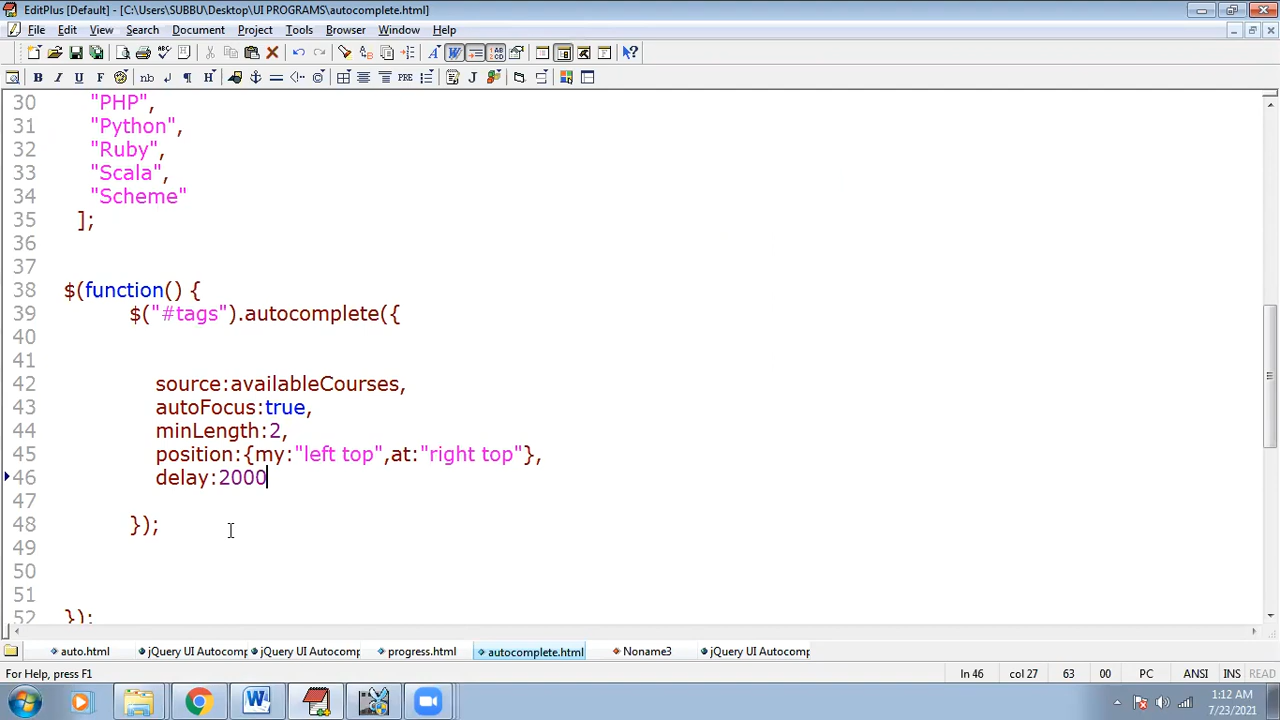 EditPlus [Default] - [C:\Users\SUBBU\Desktop\UI PROGRAMS\autocomplete.html]
File Edit View Search Document Project Tools Browser Window Help
30 "PHP",
31 "Python",
32 "Ruby",
33 "Scala",
34 "Scheme"
35 ];
36
37
38 $(function() {
39 $("#tags").autocomplete({
40
41
42 source:availableCourses,
43 autoFocus:true,
44 minLength:2,
45 position:{my:"left top",at:"right top"},
46 delay:2000
47
48 });
49
50
51
52 });
auto.html jQuery UI Autocomp jQuery UI Autocomp progress.html autocomplete.html Noname3 jQuery UI Autocomp
For Help, press F1 ln 46 col 27 63 00 PC ANSI INS READ
1:12 AM
7/23/2021